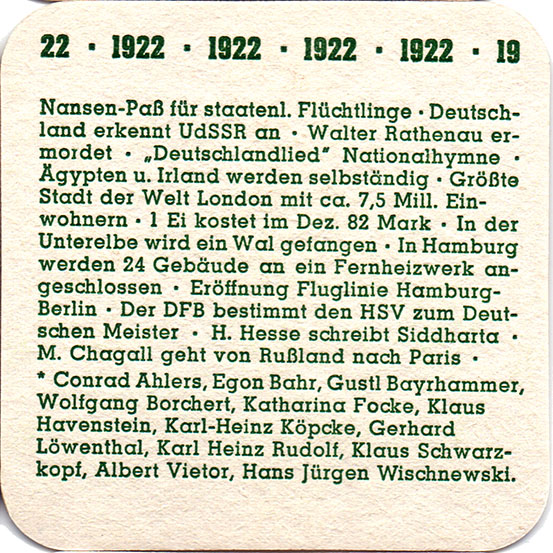 22 · 1922 · 1922 · 1922 · 1922 · 19
Nansen-Paß für staatenl. Flüchtlinge · Deutsch-
land erkennt UdSSR an · Walter Rathenau er-
mordet · „Deutschlandlied" Nationalhymne ·
Ägypten u. Irland werden selbständig · Größte
Stadt der Welt London mit ca. 7,5 Mill. Ein-
wohnern · 1 Ei kostet im Dez. 82 Mark · In der
Unterelbe wird ein Wal gefangen · In Hamburg
werden 24 Gebäude an ein Fernheizwerk an-
geschlossen · Eröffnung Fluglinie Hamburg-
Berlin · Der DFB bestimmt den HSV zum Deut-
schen Meister · H. Hesse schreibt Siddharta ·
M. Chagall geht von Rußland nach Paris ·
* Conrad Ahlers, Egon Bahr, Gustl Bayrhammer,
Wolfgang Borchert, Katharina Focke, Klaus
Havenstein, Karl-Heinz Köpcke, Gerhard
Löwenthal, Karl Heinz Rudolf, Klaus Schwarz-
kopf, Albert Vietor, Hans Jürgen Wischnewski.